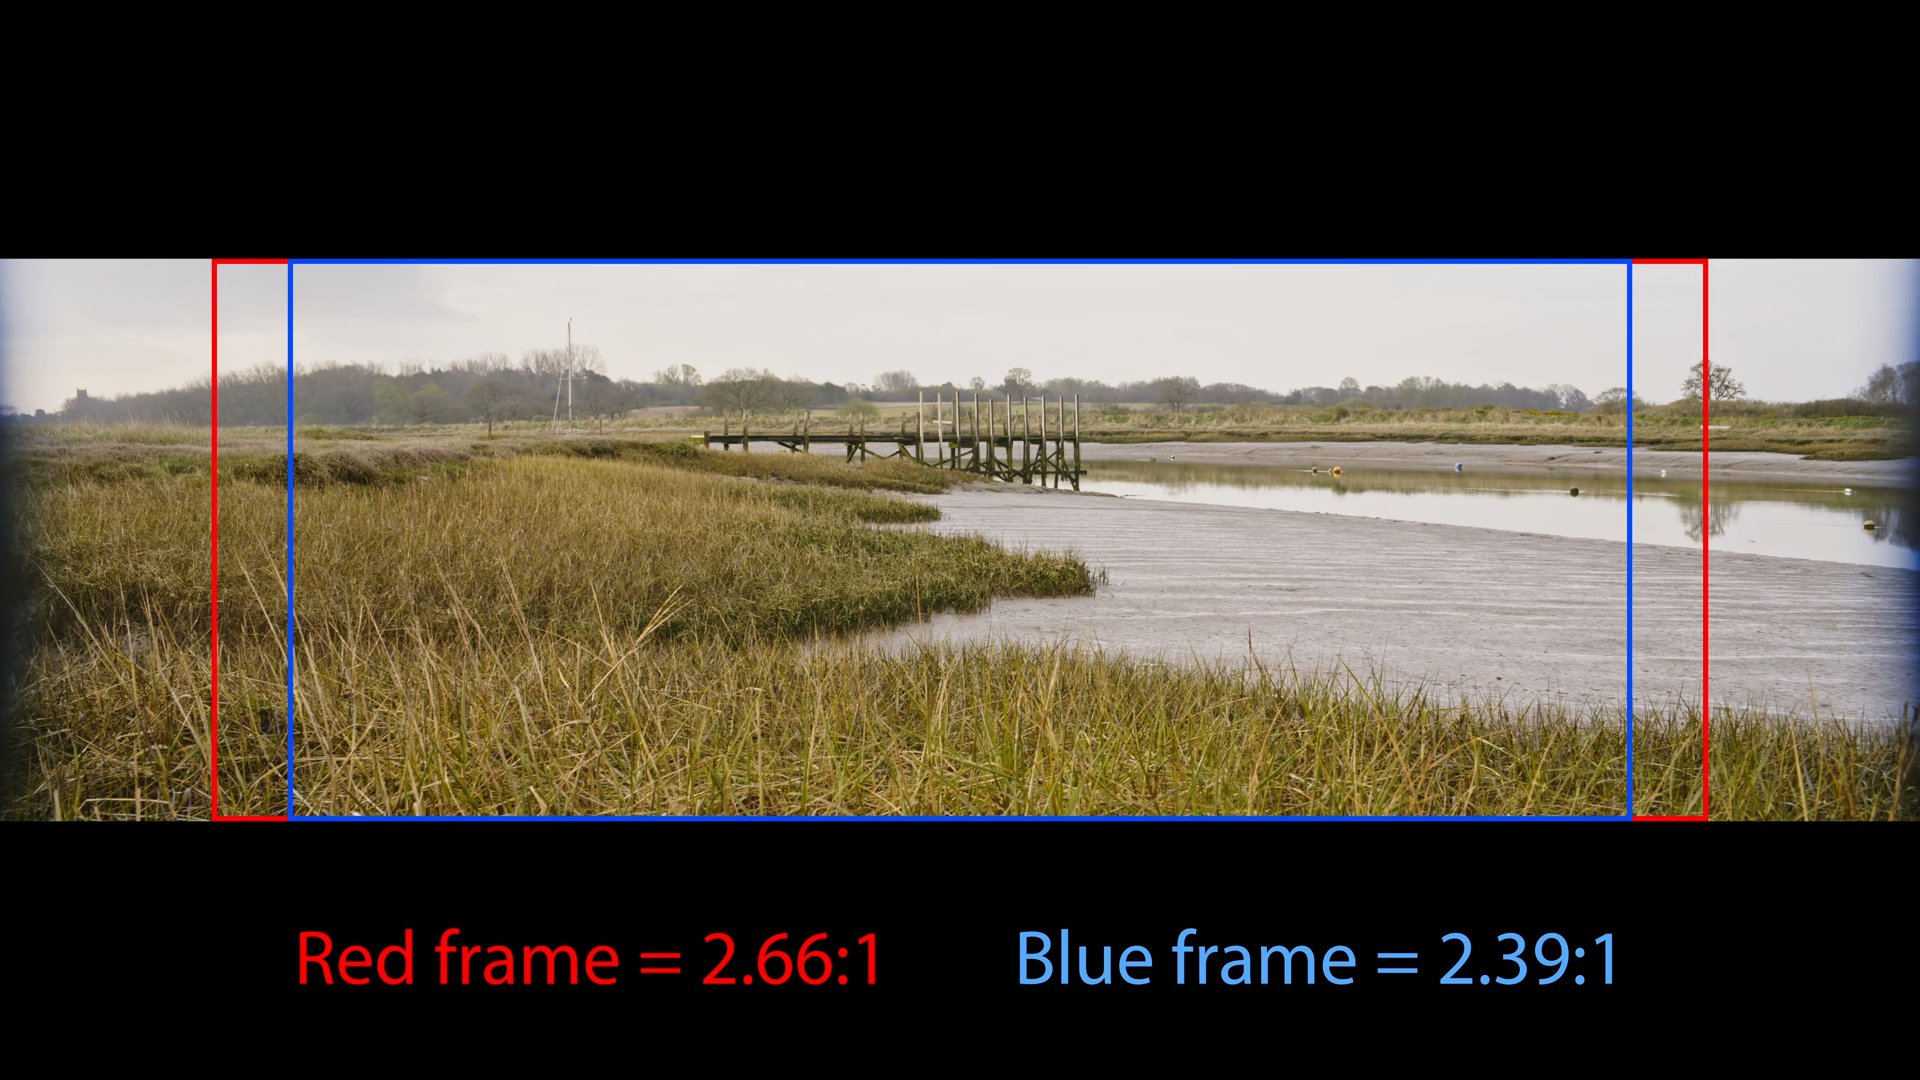 Red frame = 2.66:1 Blue frame = 2.39:1